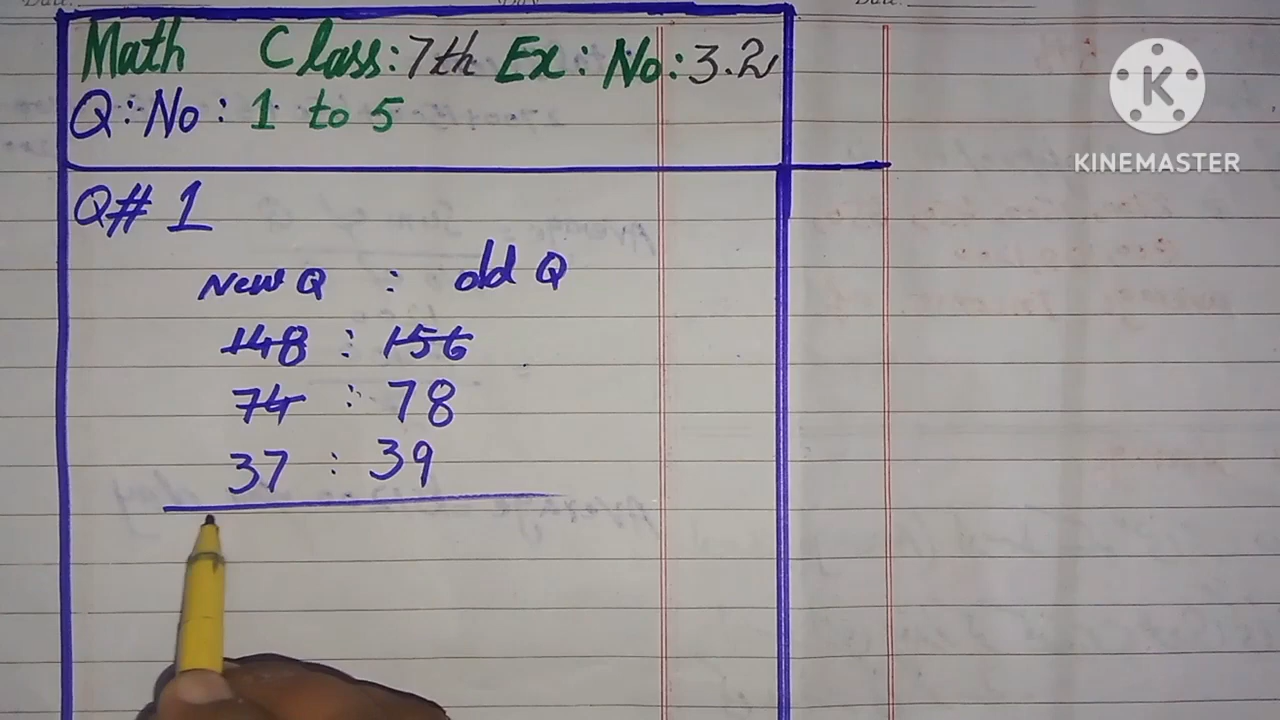 Math Class: 7th Ex: No: 3.2
Q: No: 1 to 5
K
KINEMASTER
Q# 1
New Q : old Q
148 : 156
74 : 78
37 : 39